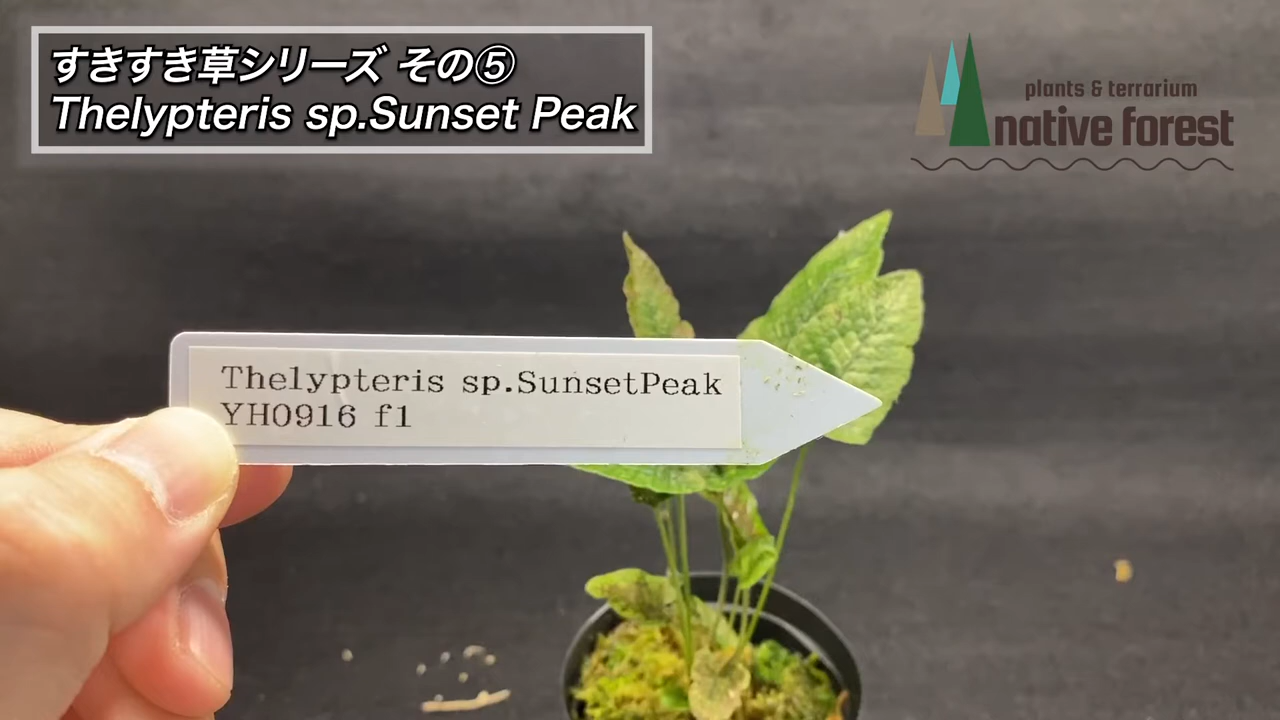 すきすき草シリーズ その⑤
Thelypteris sp.Sunset Peak
plants & terrarium
native forest
Thelypteris sp.SunsetPeak
YH0916 f1